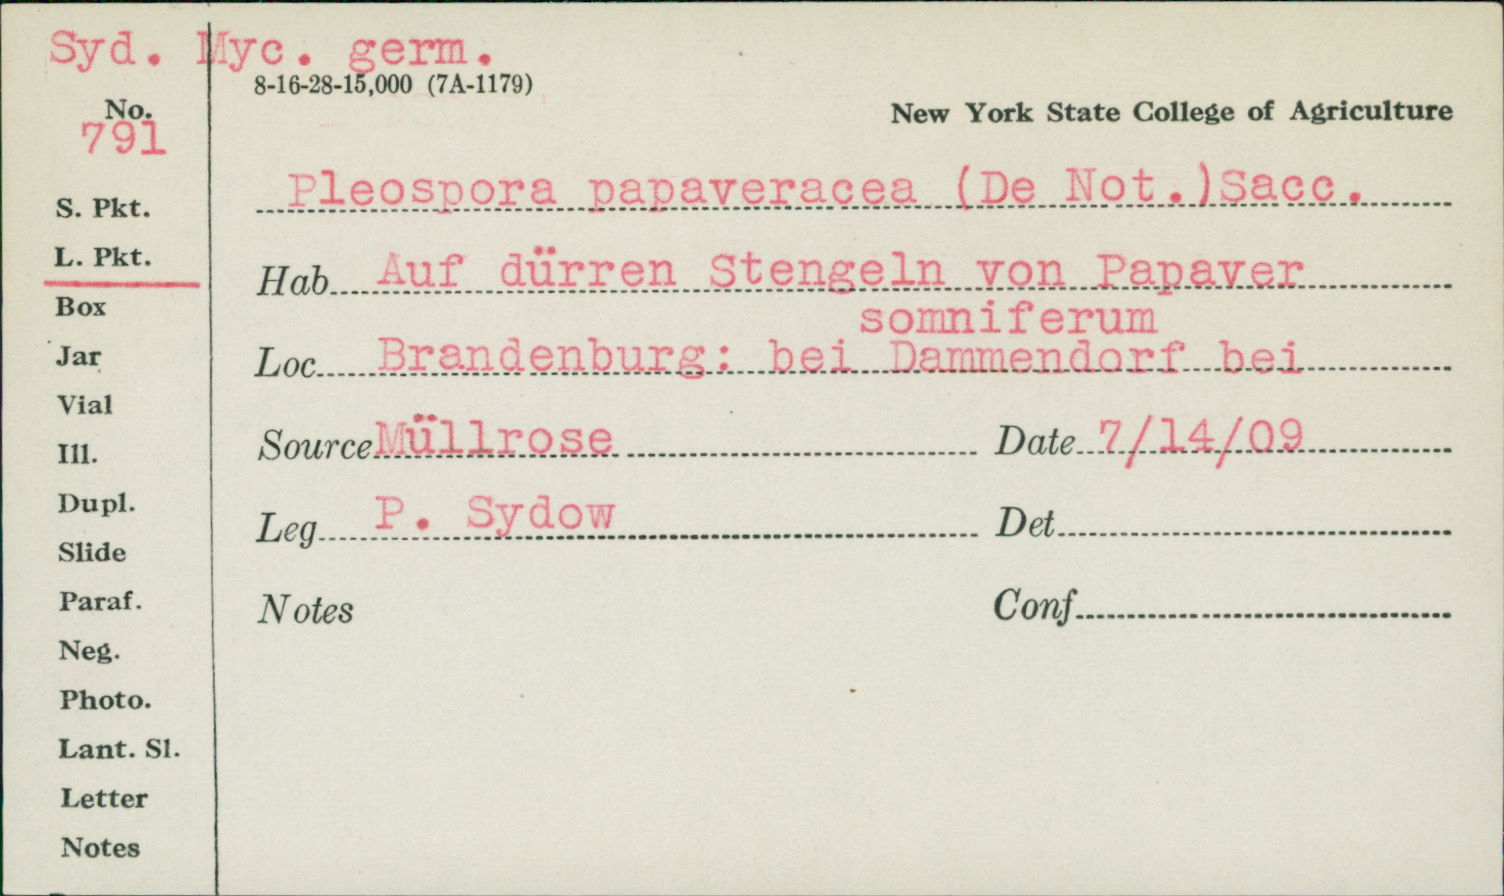 Syd. Myc. germ.
8-16-28-15,000 (7A-1179)
No.
791
New York State College of Agriculture
S. Pkt.
L. Pkt.
Box
Jar
Vial
Ill.
Dupl.
Slide
Paraf.
Neg.
Photo.
Lant. Sl.
Letter
Notes
Pleospora papaveracea (De Not.)Sacc.
Hab Auf dürren Stengeln von Papaver
somniferum
Loc Brandenburg: bei Dammendorf bei
Source Müllrose Date 7/14/09
Leg P. Sydow Det
Notes Conf